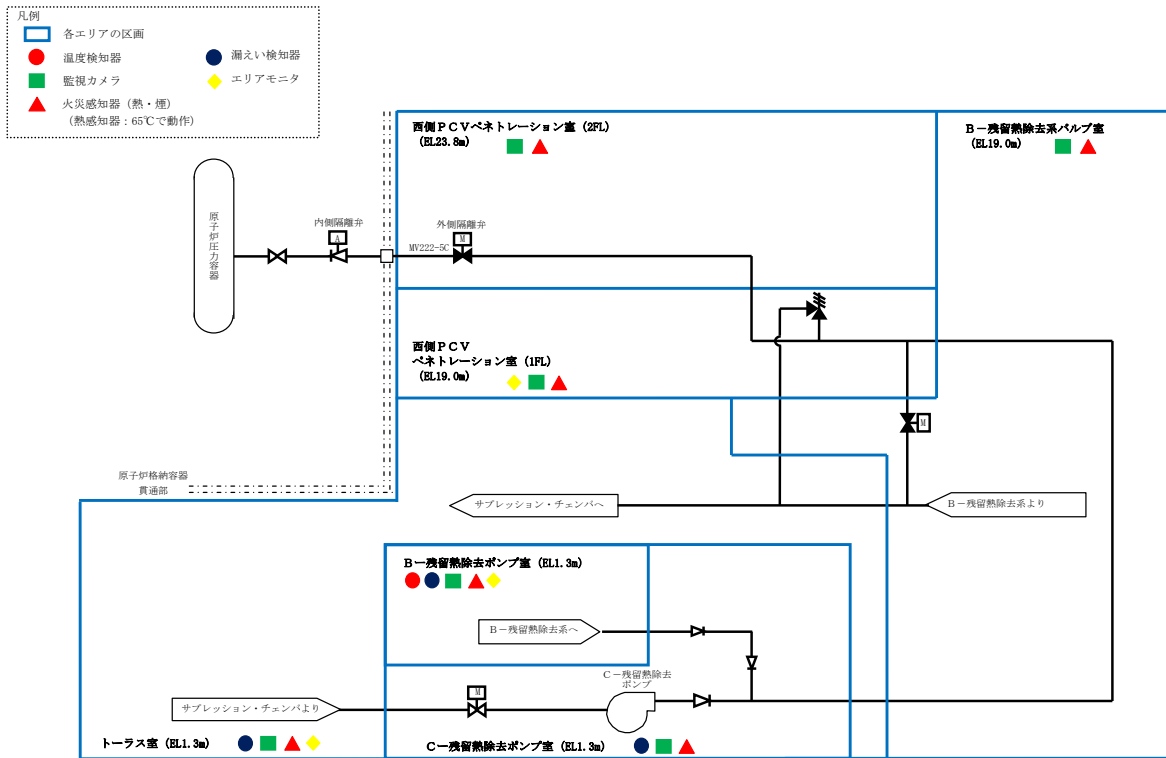 凡例
各エリアの区画
温度検知器
漏えい検知器
監視カメラ
エリアモニタ
火災感知器（熱・煙）
（熱感知器：65℃で動作）
西側ＰＣＶペネトレーション室（2FL）
（EL23.8m）
Ｂ－残留熱除去系バルブ室
（EL19.0m）
原子炉圧力容器
内側隔離弁
A
外側隔離弁
M
MV222-5C
西側ＰＣＶ
ペネトレーション室（1FL）
（EL19.0m）
M
原子炉格納容器
貫通部
サプレッション・チェンバへ
Ｂ－残留熱除去系より
Ｂ－残留熱除去ポンプ室（EL1.3m）
Ｂ－残留熱除去系へ
Ｃ－残留熱除去
ポンプ
M
サプレッション・チェンバより
トーラス室（EL1.3m）
Ｃ－残留熱除去ポンプ室（EL1.3m）